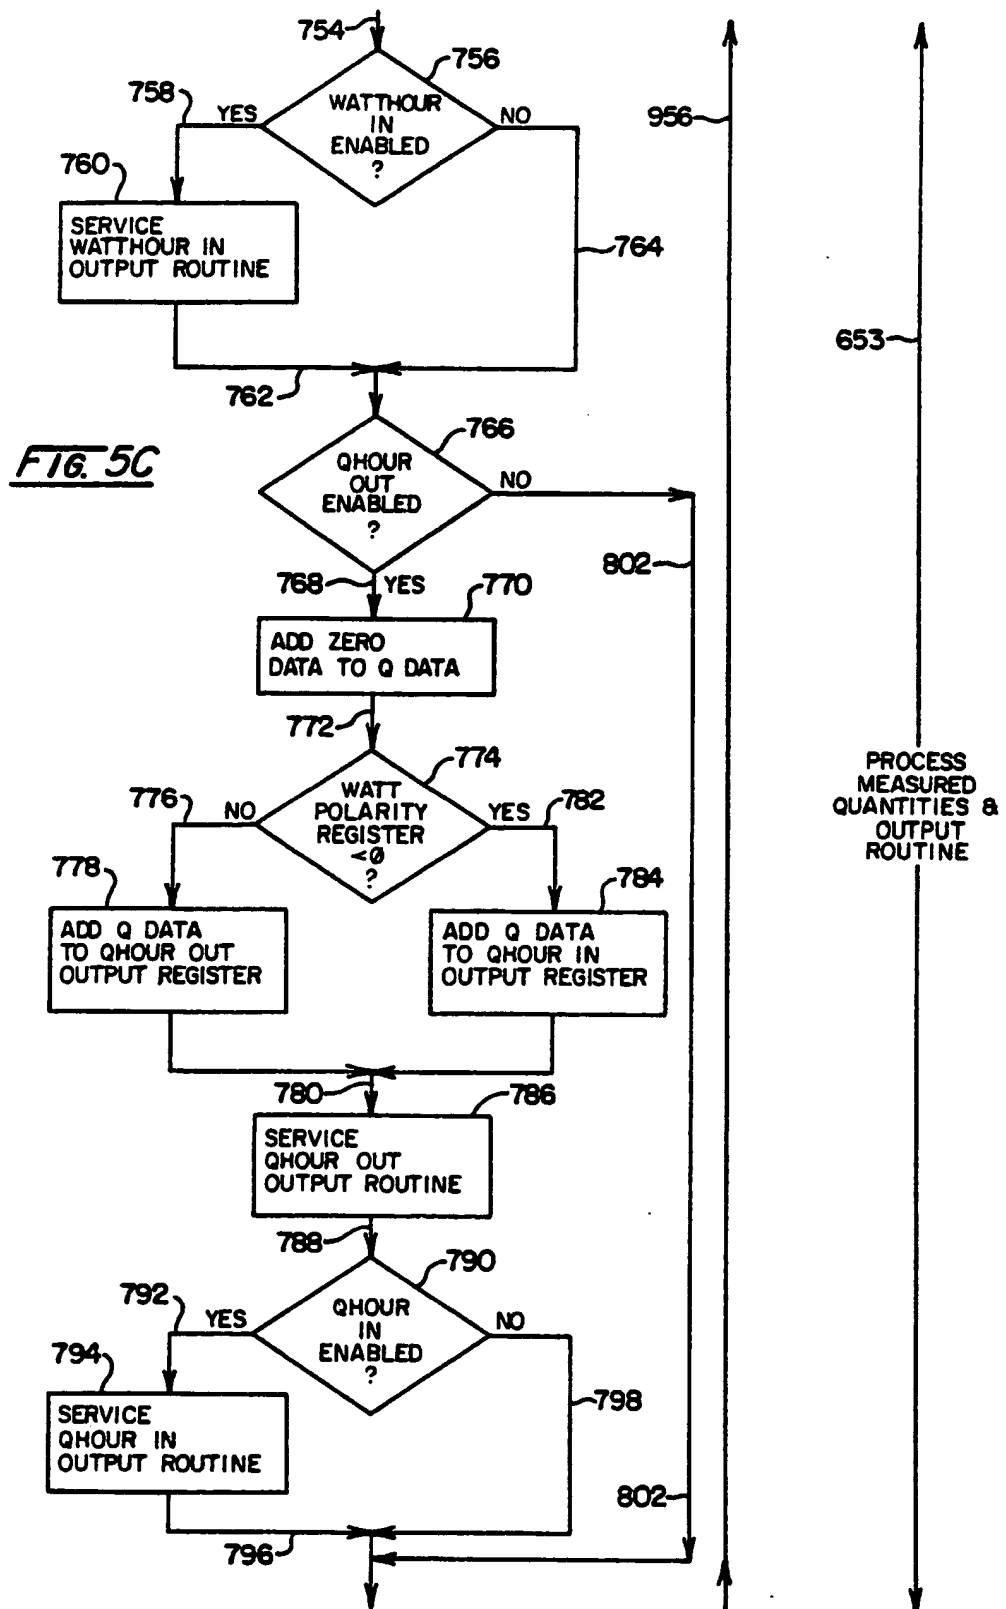 754
756
758
YES
NO
956
WATTHOUR
IN
ENABLED
?
760
SERVICE
WATTHOUR IN
OUTPUT ROUTINE
764
653
762
766
FIG. 5C
QHOUR
OUT
ENABLED
?
NO
802
768
YES
770
ADD ZERO
DATA TO Q DATA
772
774
WATT
POLARITY
REGISTER
<Ø
?
776
NO
YES
782
PROCESS
MEASURED
QUANTITIES &
OUTPUT
ROUTINE
778
784
ADD Q DATA
TO QHOUR OUT
OUTPUT REGISTER
ADD Q DATA
TO QHOUR IN
OUTPUT REGISTER
780
786
SERVICE
QHOUR OUT
OUTPUT ROUTINE
788
790
792
YES
NO
QHOUR
IN
ENABLED
?
794
SERVICE
QHOUR IN
OUTPUT ROUTINE
798
802
796